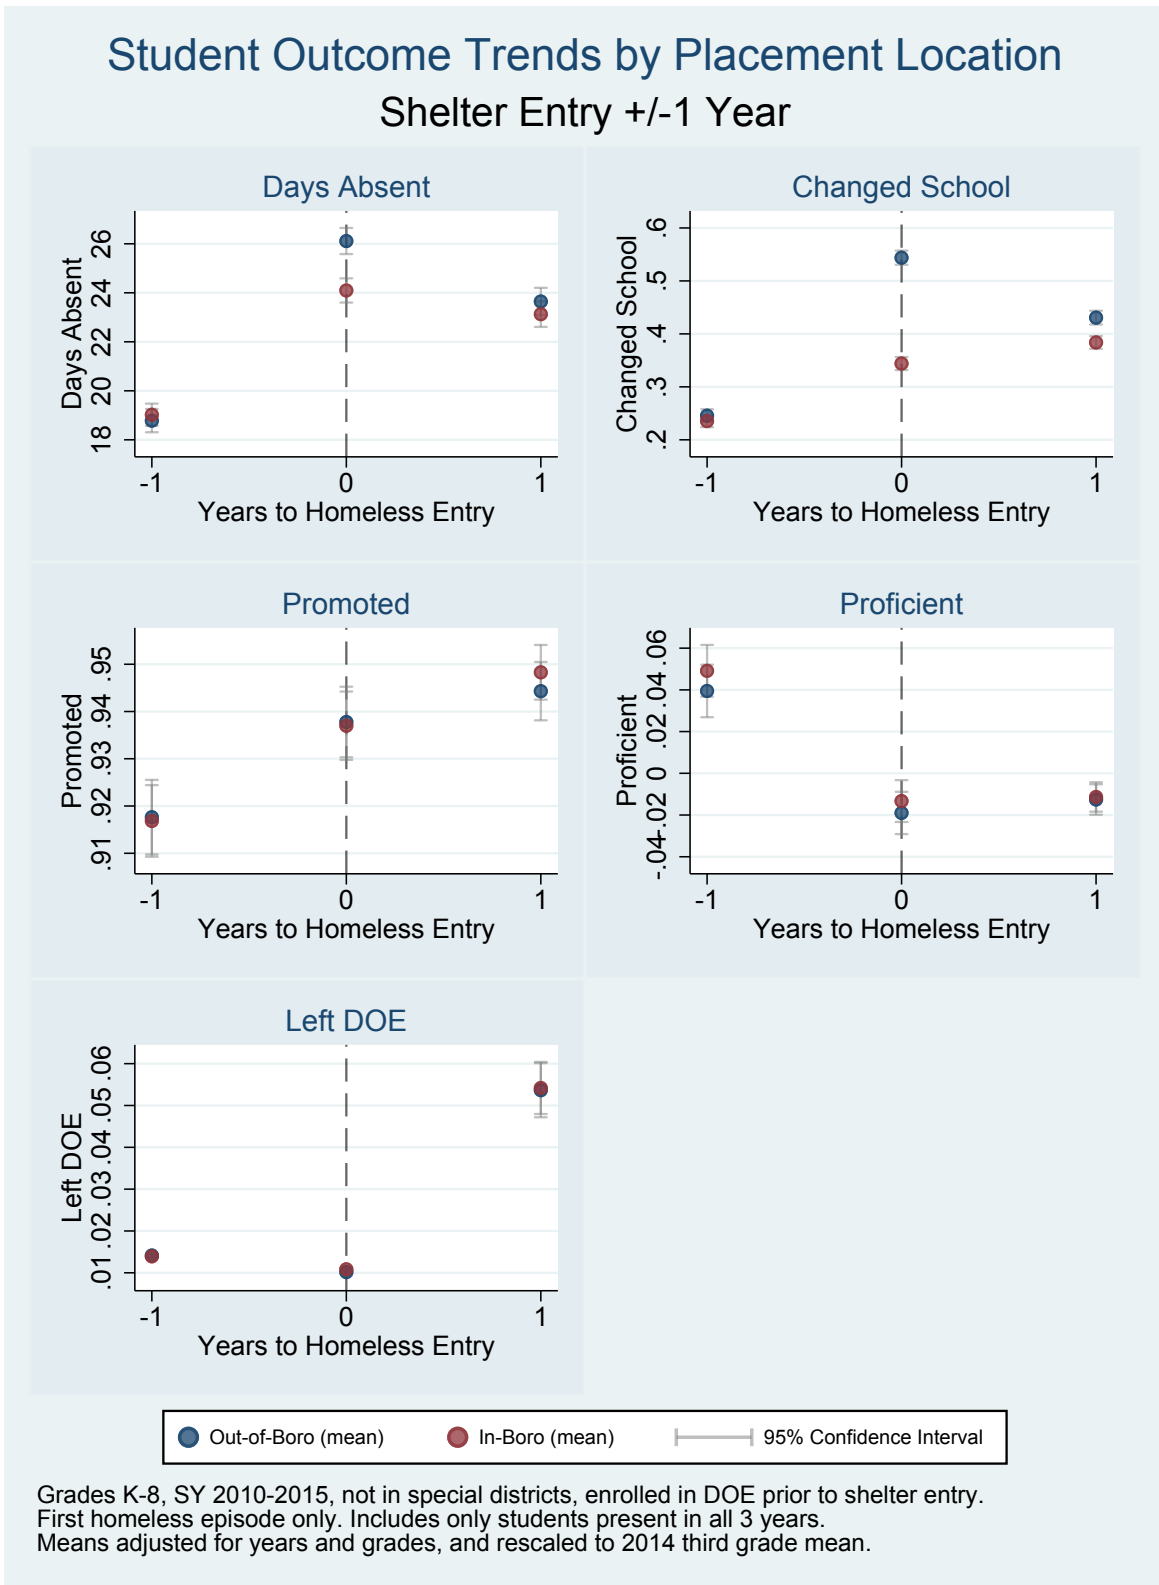 Student Outcome Trends by Placement Location
Shelter Entry +/-1 Year
Days Absent
Days Absent
26
24
22
20
18
-1 0 1
Years to Homeless Entry
Changed School
Changed School
.6
.5
.4
.3
.2
-1 0 1
Years to Homeless Entry
Promoted
Promoted
.95
.94
.93
.92
.91
-1 0 1
Years to Homeless Entry
Proficient
Proficient
.06
.04
.02
0
-.02
-.04
-1 0 1
Years to Homeless Entry
Left DOE
Left DOE
.06
.05
.04
.03
.02
.01
-1 0 1
Years to Homeless Entry
Out-of-Boro (mean) In-Boro (mean) 95% Confidence Interval
Grades K-8, SY 2010-2015, not in special districts, enrolled in DOE prior to shelter entry.
First homeless episode only. Includes only students present in all 3 years.
Means adjusted for years and grades, and rescaled to 2014 third grade mean.